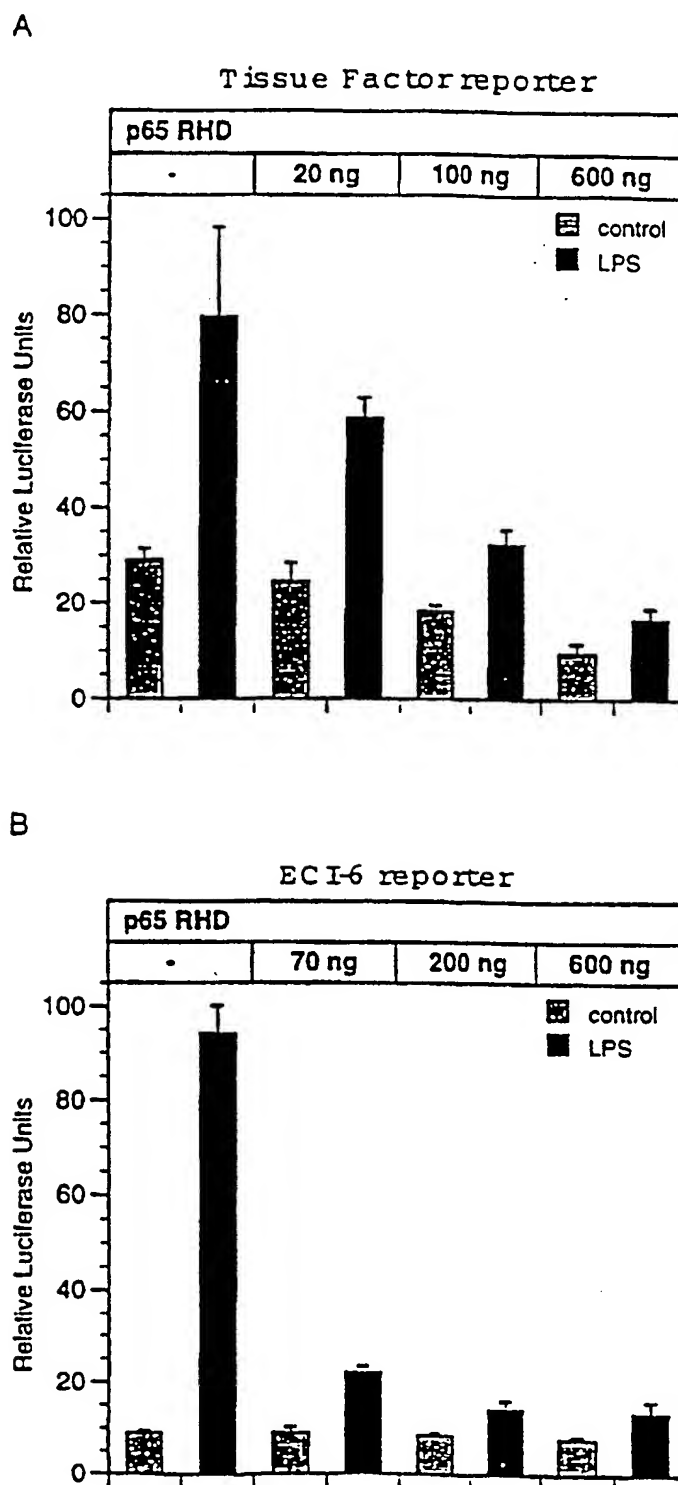 A
Tissue Factor reporter
p65 RHD
- 20 ng 100 ng 600 ng
100
80
60
40
20
0
Relative Luciferase Units
control
LPS
B
ECI-6 reporter
p65 RHD
- 70 ng 200 ng 600 ng
100
80
60
40
20
0
Relative Luciferase Units
control
LPS